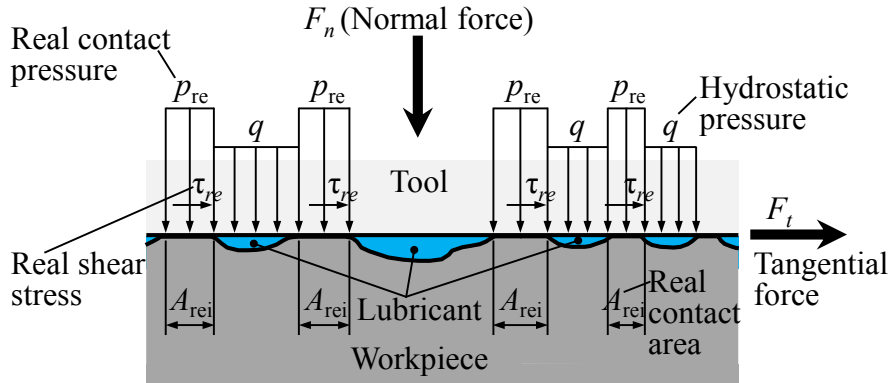 Fn (Normal force)
Real contact
pressure
pre pre pre pre
Hydrostatic
pressure
q q q
τre τre τre τre
Tool
Ft
Real shear
stress
Tangential
force
Arei Arei Arei Arei
Lubricant
Real
contact
area
Workpiece